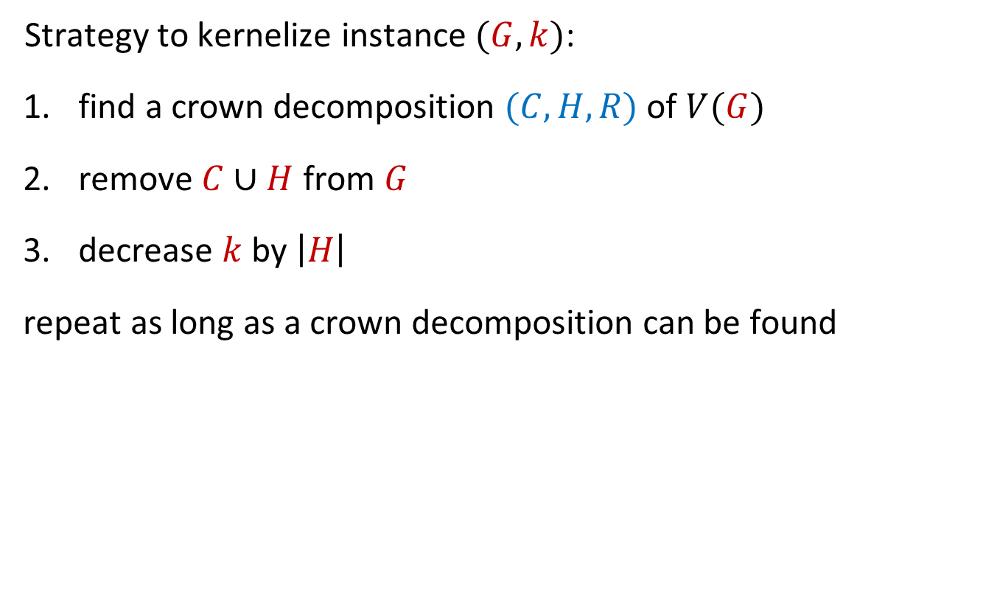 Strategy to kernelize instance (G, k):
1. find a crown decomposition (C, H, R) of V(G)
2. remove C ∪ H from G
3. decrease k by |H|
repeat as long as a crown decomposition can be found